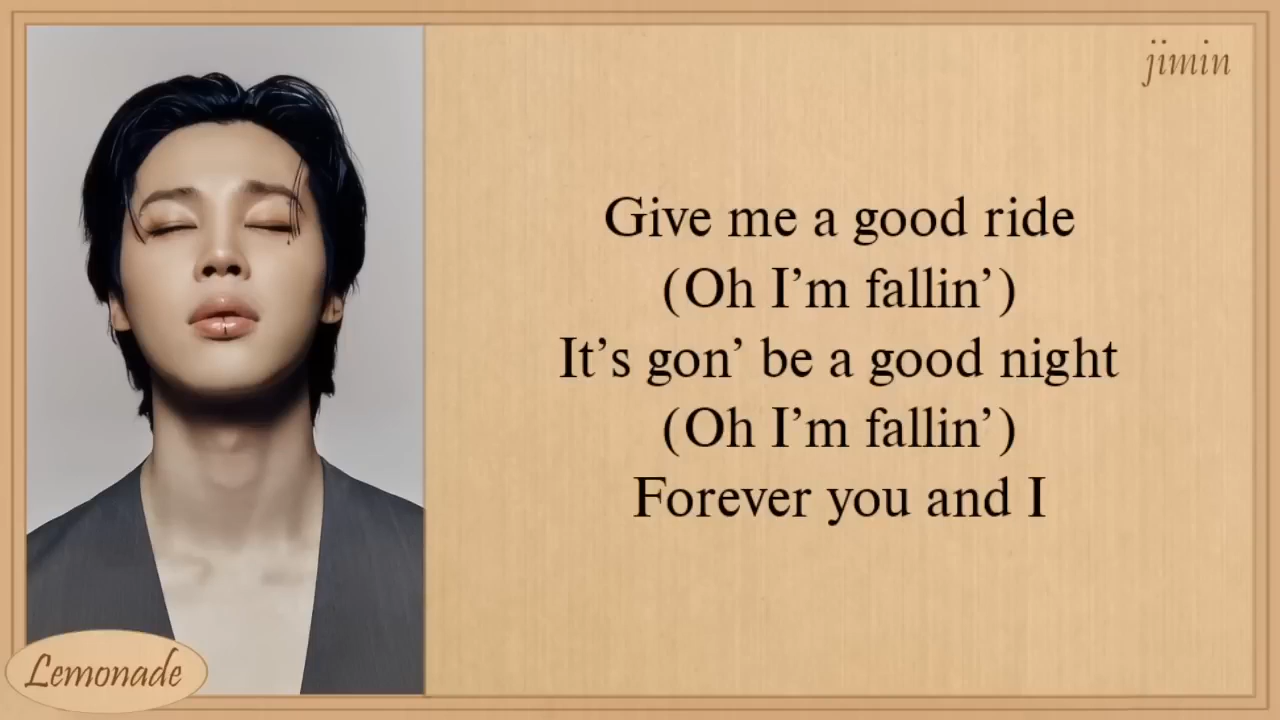 jimin
Give me a good ride
(Oh I’m fallin’)
It’s gon’ be a good night
(Oh I’m fallin’)
Forever you and I
Lemonade